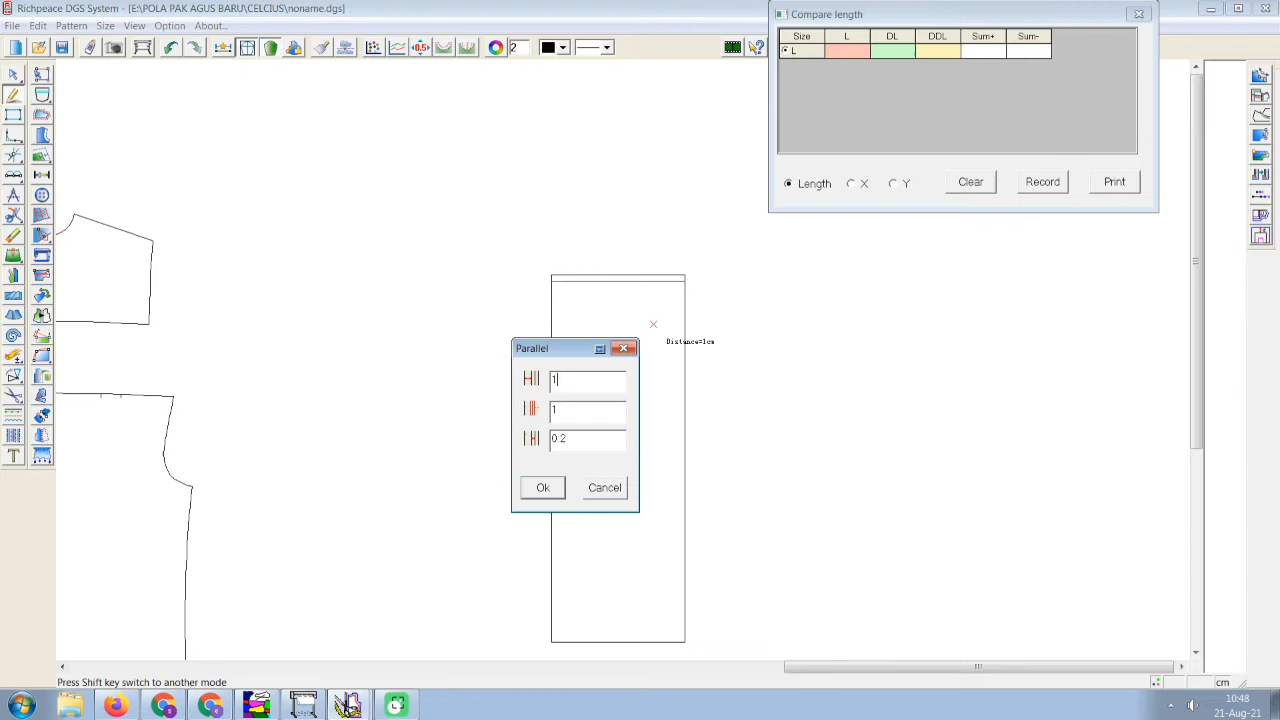 Richpeace DGS System - [E:\POLA PAK AGUS BARU\CELCIUS\noname.dgs]
File Edit Pattern Size View Option About
2
Compare length
Size L DL DDL Sum+ Sum-
L
Length X Y Clear Record Print
Distance=1cm
Parallel
1
1
0.2
Ok Cancel
Press Shift key switch to another mode
cm
10:48
21-Aug-21